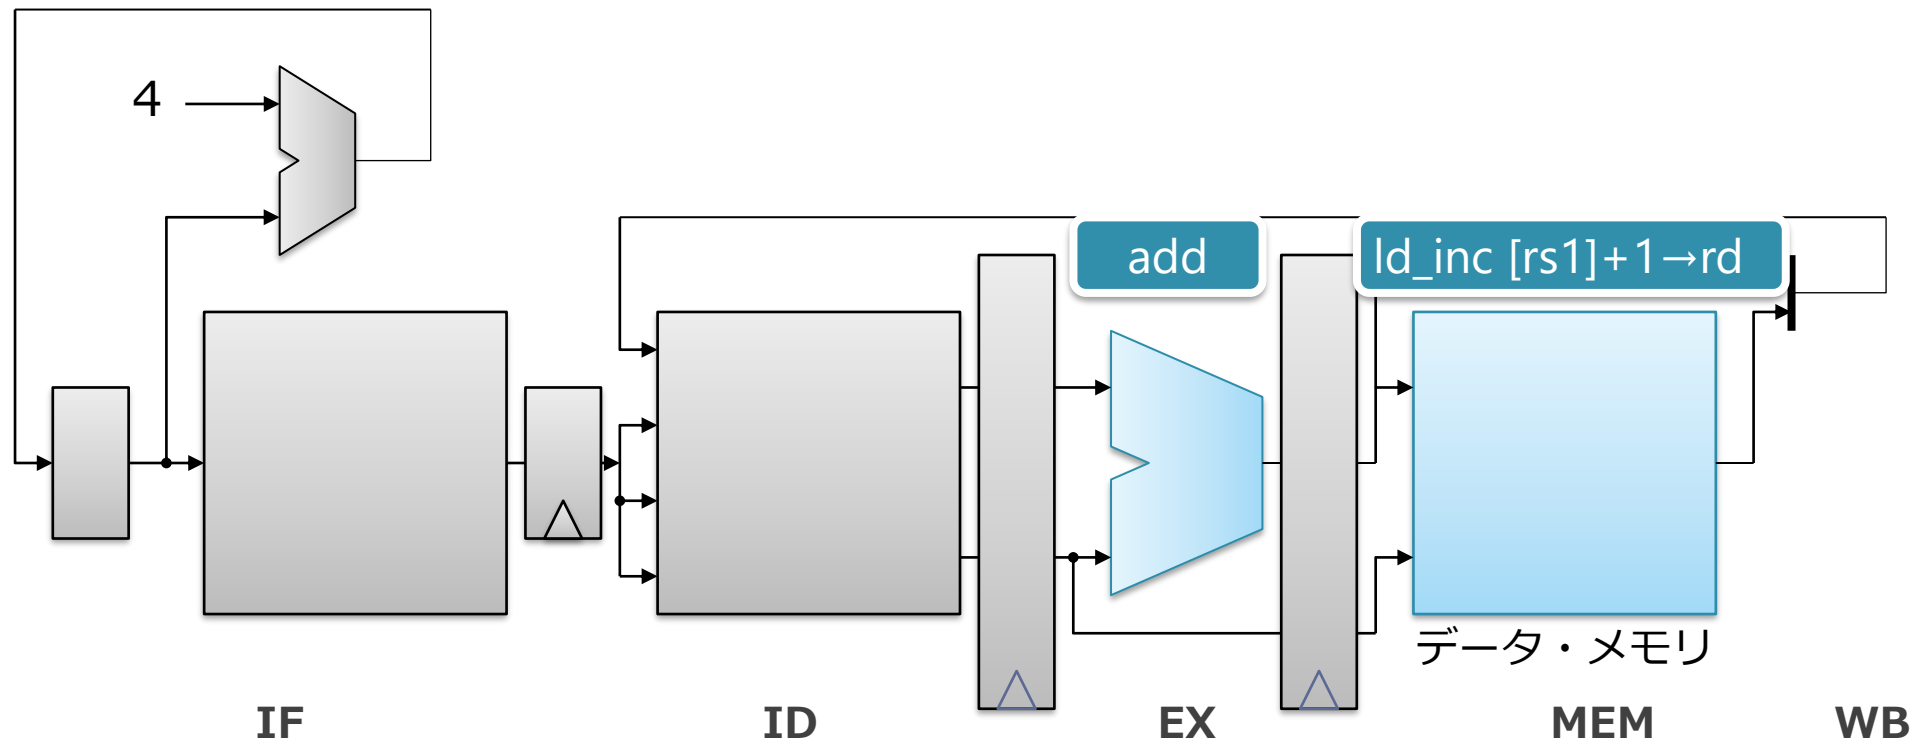 4
add
ld_inc [rs1]+1→rd
データ・メモリ
IF
ID
EX
MEM
WB